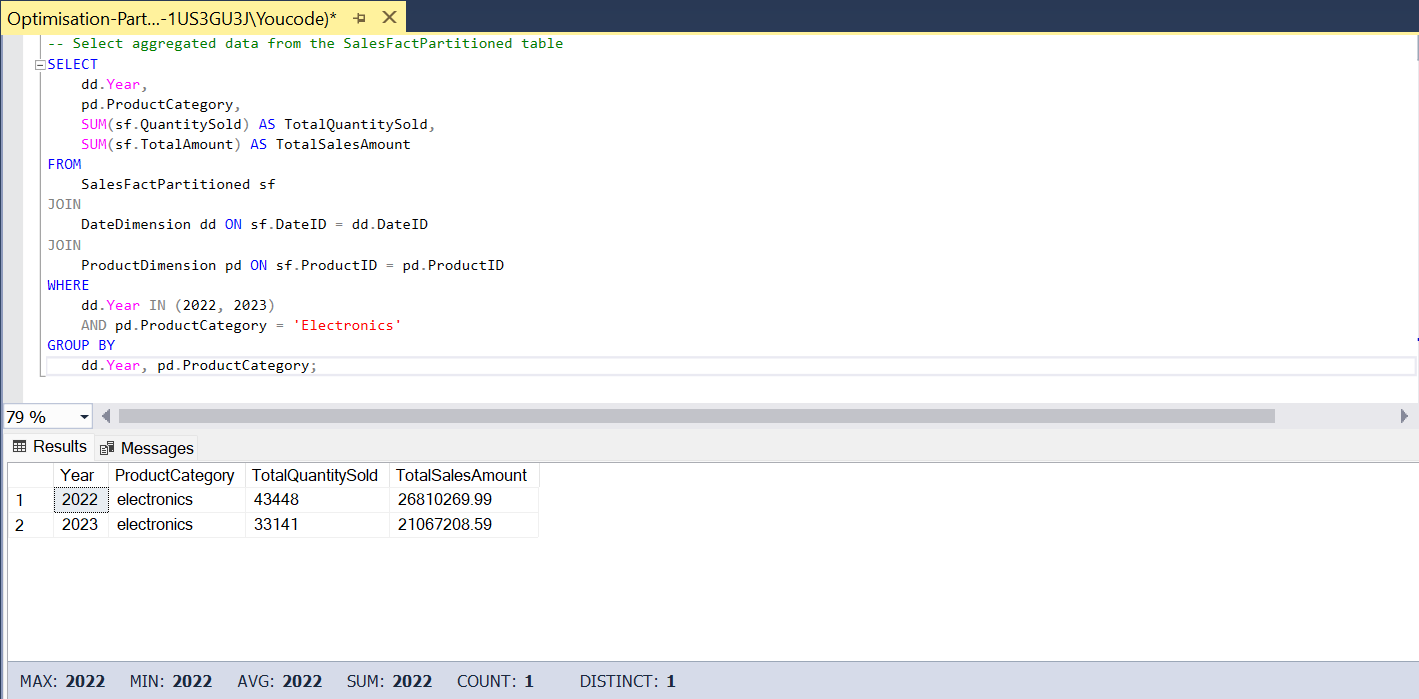 Optimisation-Part...-1US3GU3J\Youcode)*
-- Select aggregated data from the SalesFactPartitioned table
SELECT
dd.Year,
pd.ProductCategory,
SUM(sf.QuantitySold) AS TotalQuantitySold,
SUM(sf.TotalAmount) AS TotalSalesAmount
FROM
SalesFactPartitioned sf
JOIN
DateDimension dd ON sf.DateID = dd.DateID
JOIN
ProductDimension pd ON sf.ProductID = pd.ProductID
WHERE
dd.Year IN (2022, 2023)
AND pd.ProductCategory = 'Electronics'
GROUP BY
dd.Year, pd.ProductCategory;
79 %
Results Messages
Year ProductCategory TotalQuantitySold TotalSalesAmount
1 2022 electronics 43448 26810269.99
2 2023 electronics 33141 21067208.59
MAX: 2022 MIN: 2022 AVG: 2022 SUM: 2022 COUNT: 1 DISTINCT: 1